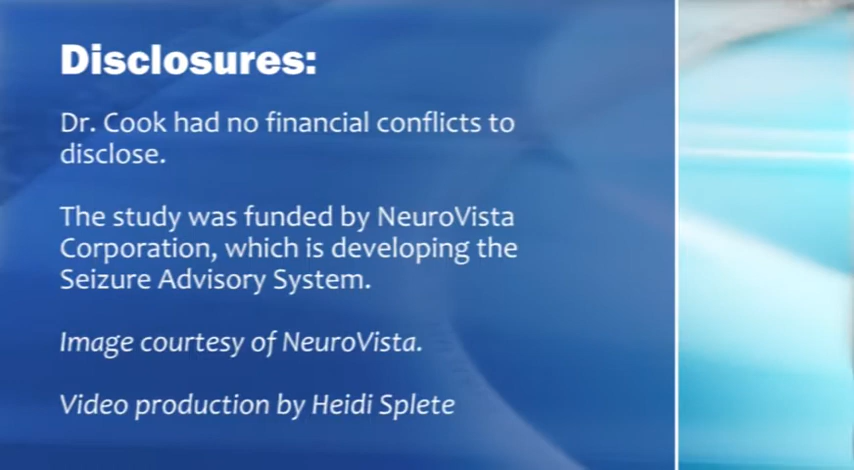 Disclosures:
Dr. Cook had no financial conflicts to
disclose.
The study was funded by NeuroVista
Corporation, which is developing the
Seizure Advisory System.
Image courtesy of NeuroVista.
Video production by Heidi Splete